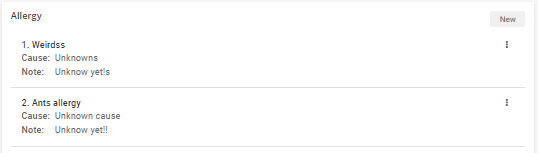 Allergy
New
1. Weirdss
Cause: Unknowns
Note: Unknow yet!s
2. Ants allergy
Cause: Unknown cause
Note: Unknow yet!!